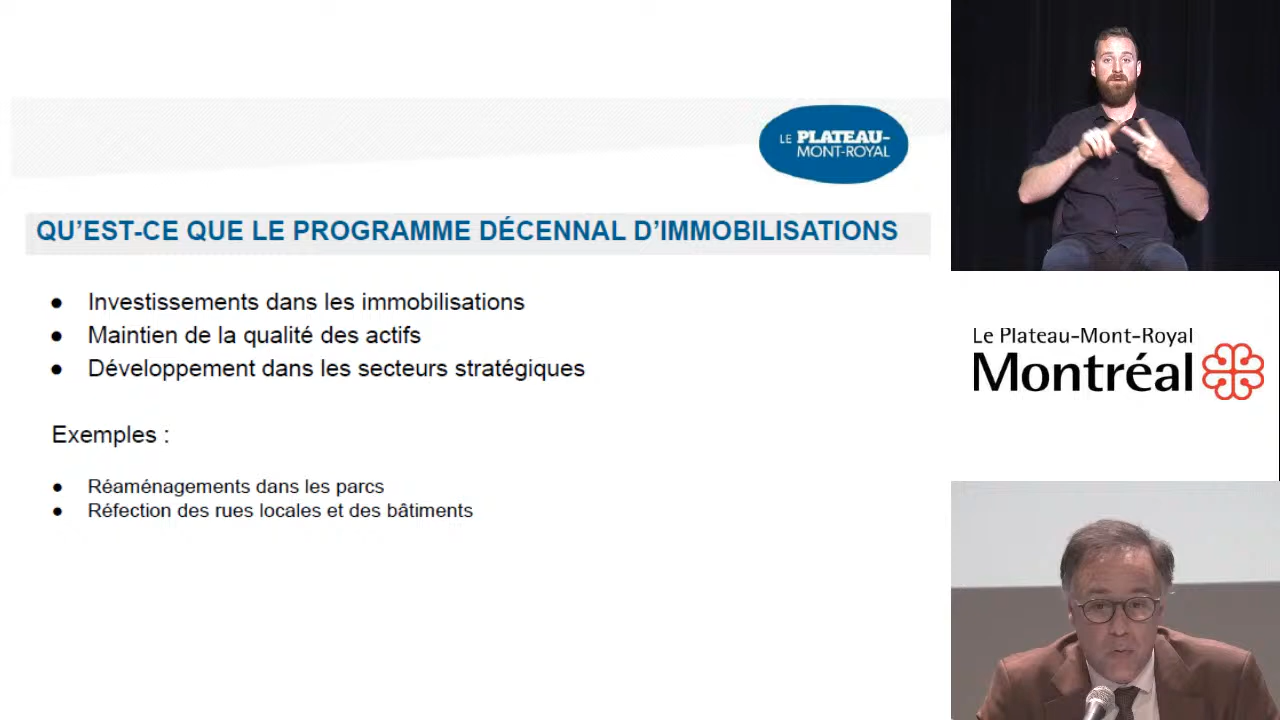 LE PLATEAU-
MONT-ROYAL
QU’EST-CE QUE LE PROGRAMME DÉCENNAL D’IMMOBILISATIONS
● Investissements dans les immobilisations
● Maintien de la qualité des actifs
● Développement dans les secteurs stratégiques
Exemples :
● Réaménagements dans les parcs
● Réfection des rues locales et des bâtiments
Le Plateau-Mont-Royal
Montréal